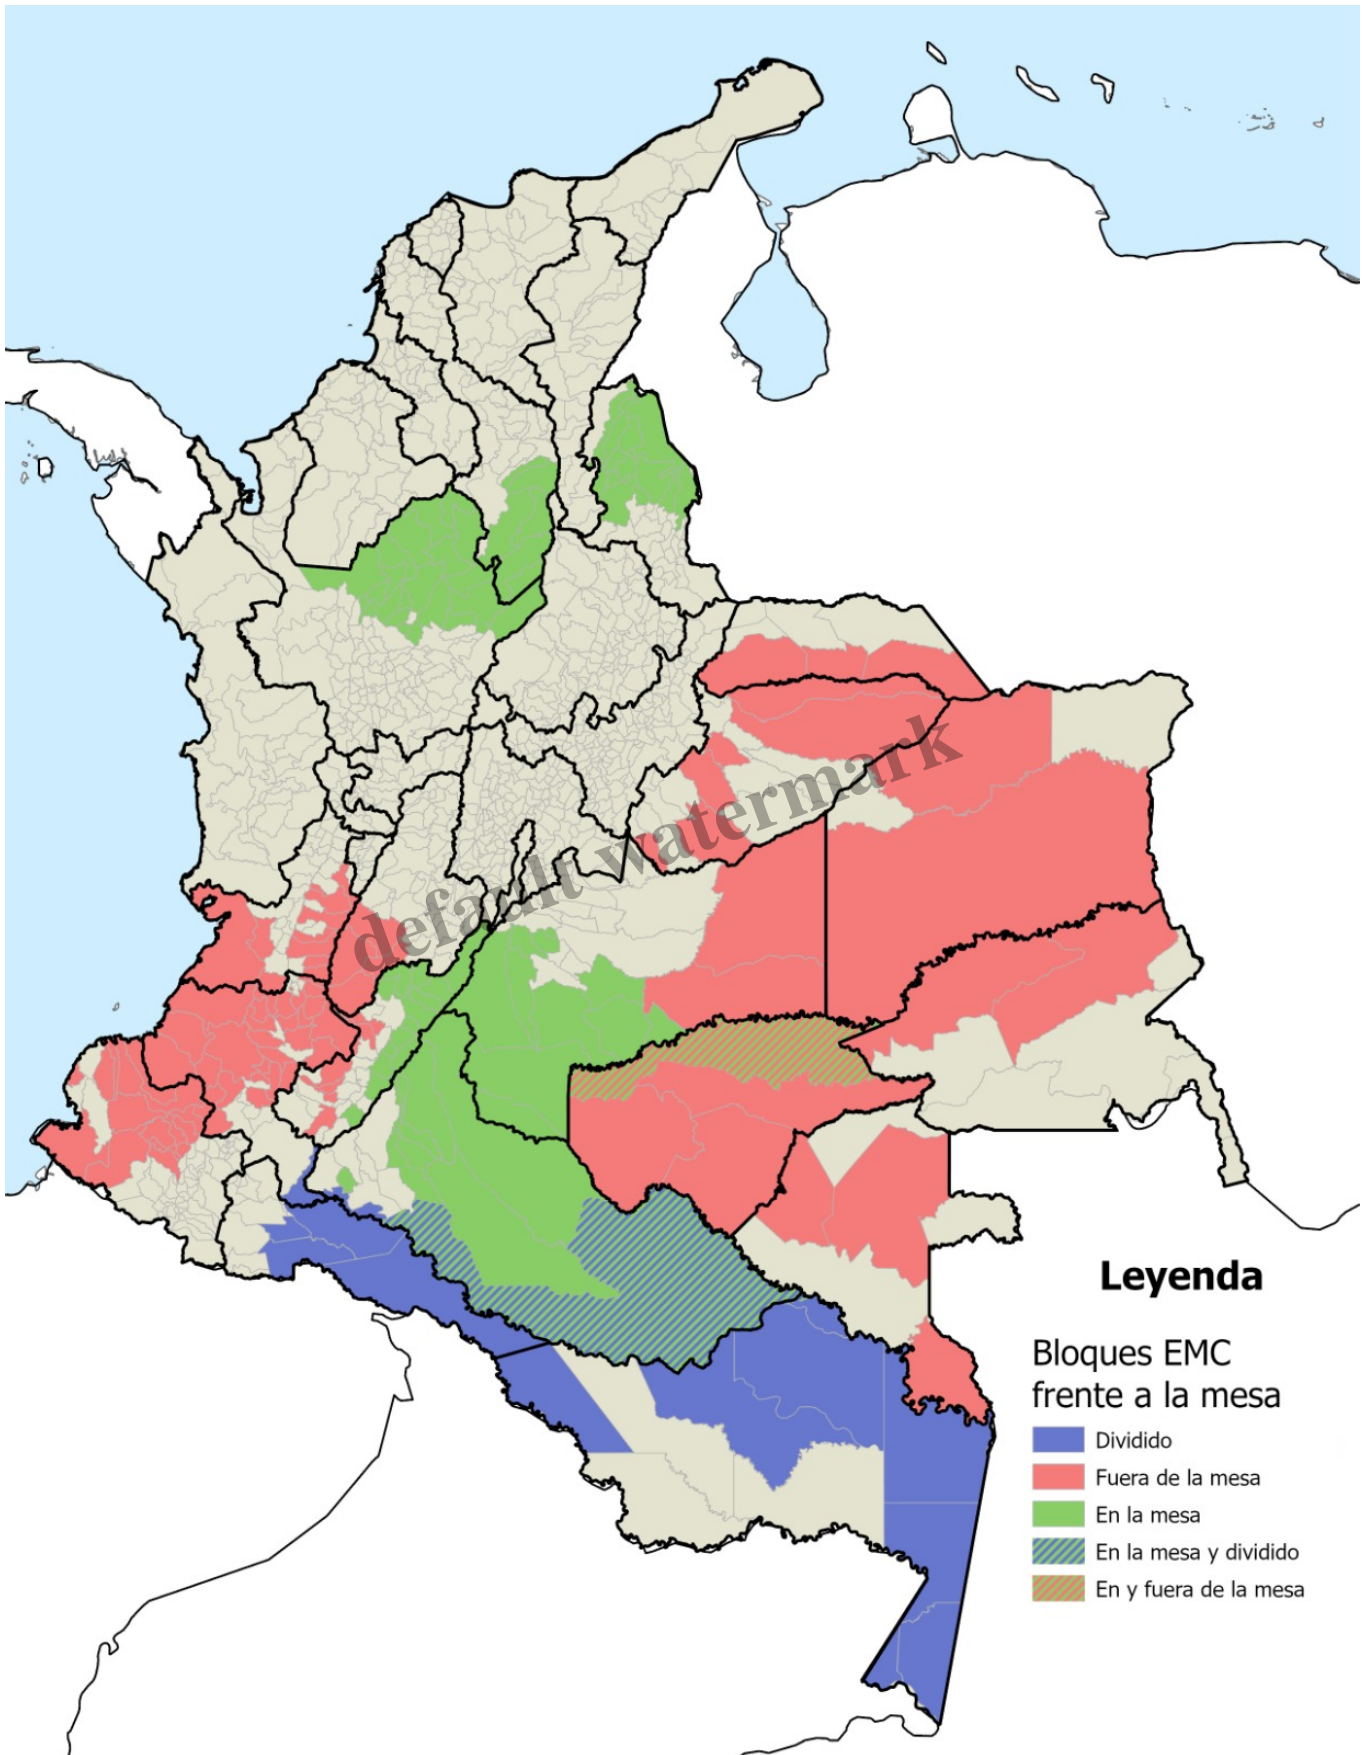 default watermark
Leyenda
Bloques EMC
frente a la mesa
Dividido
Fuera de la mesa
En la mesa
En la mesa y dividido
En y fuera de la mesa